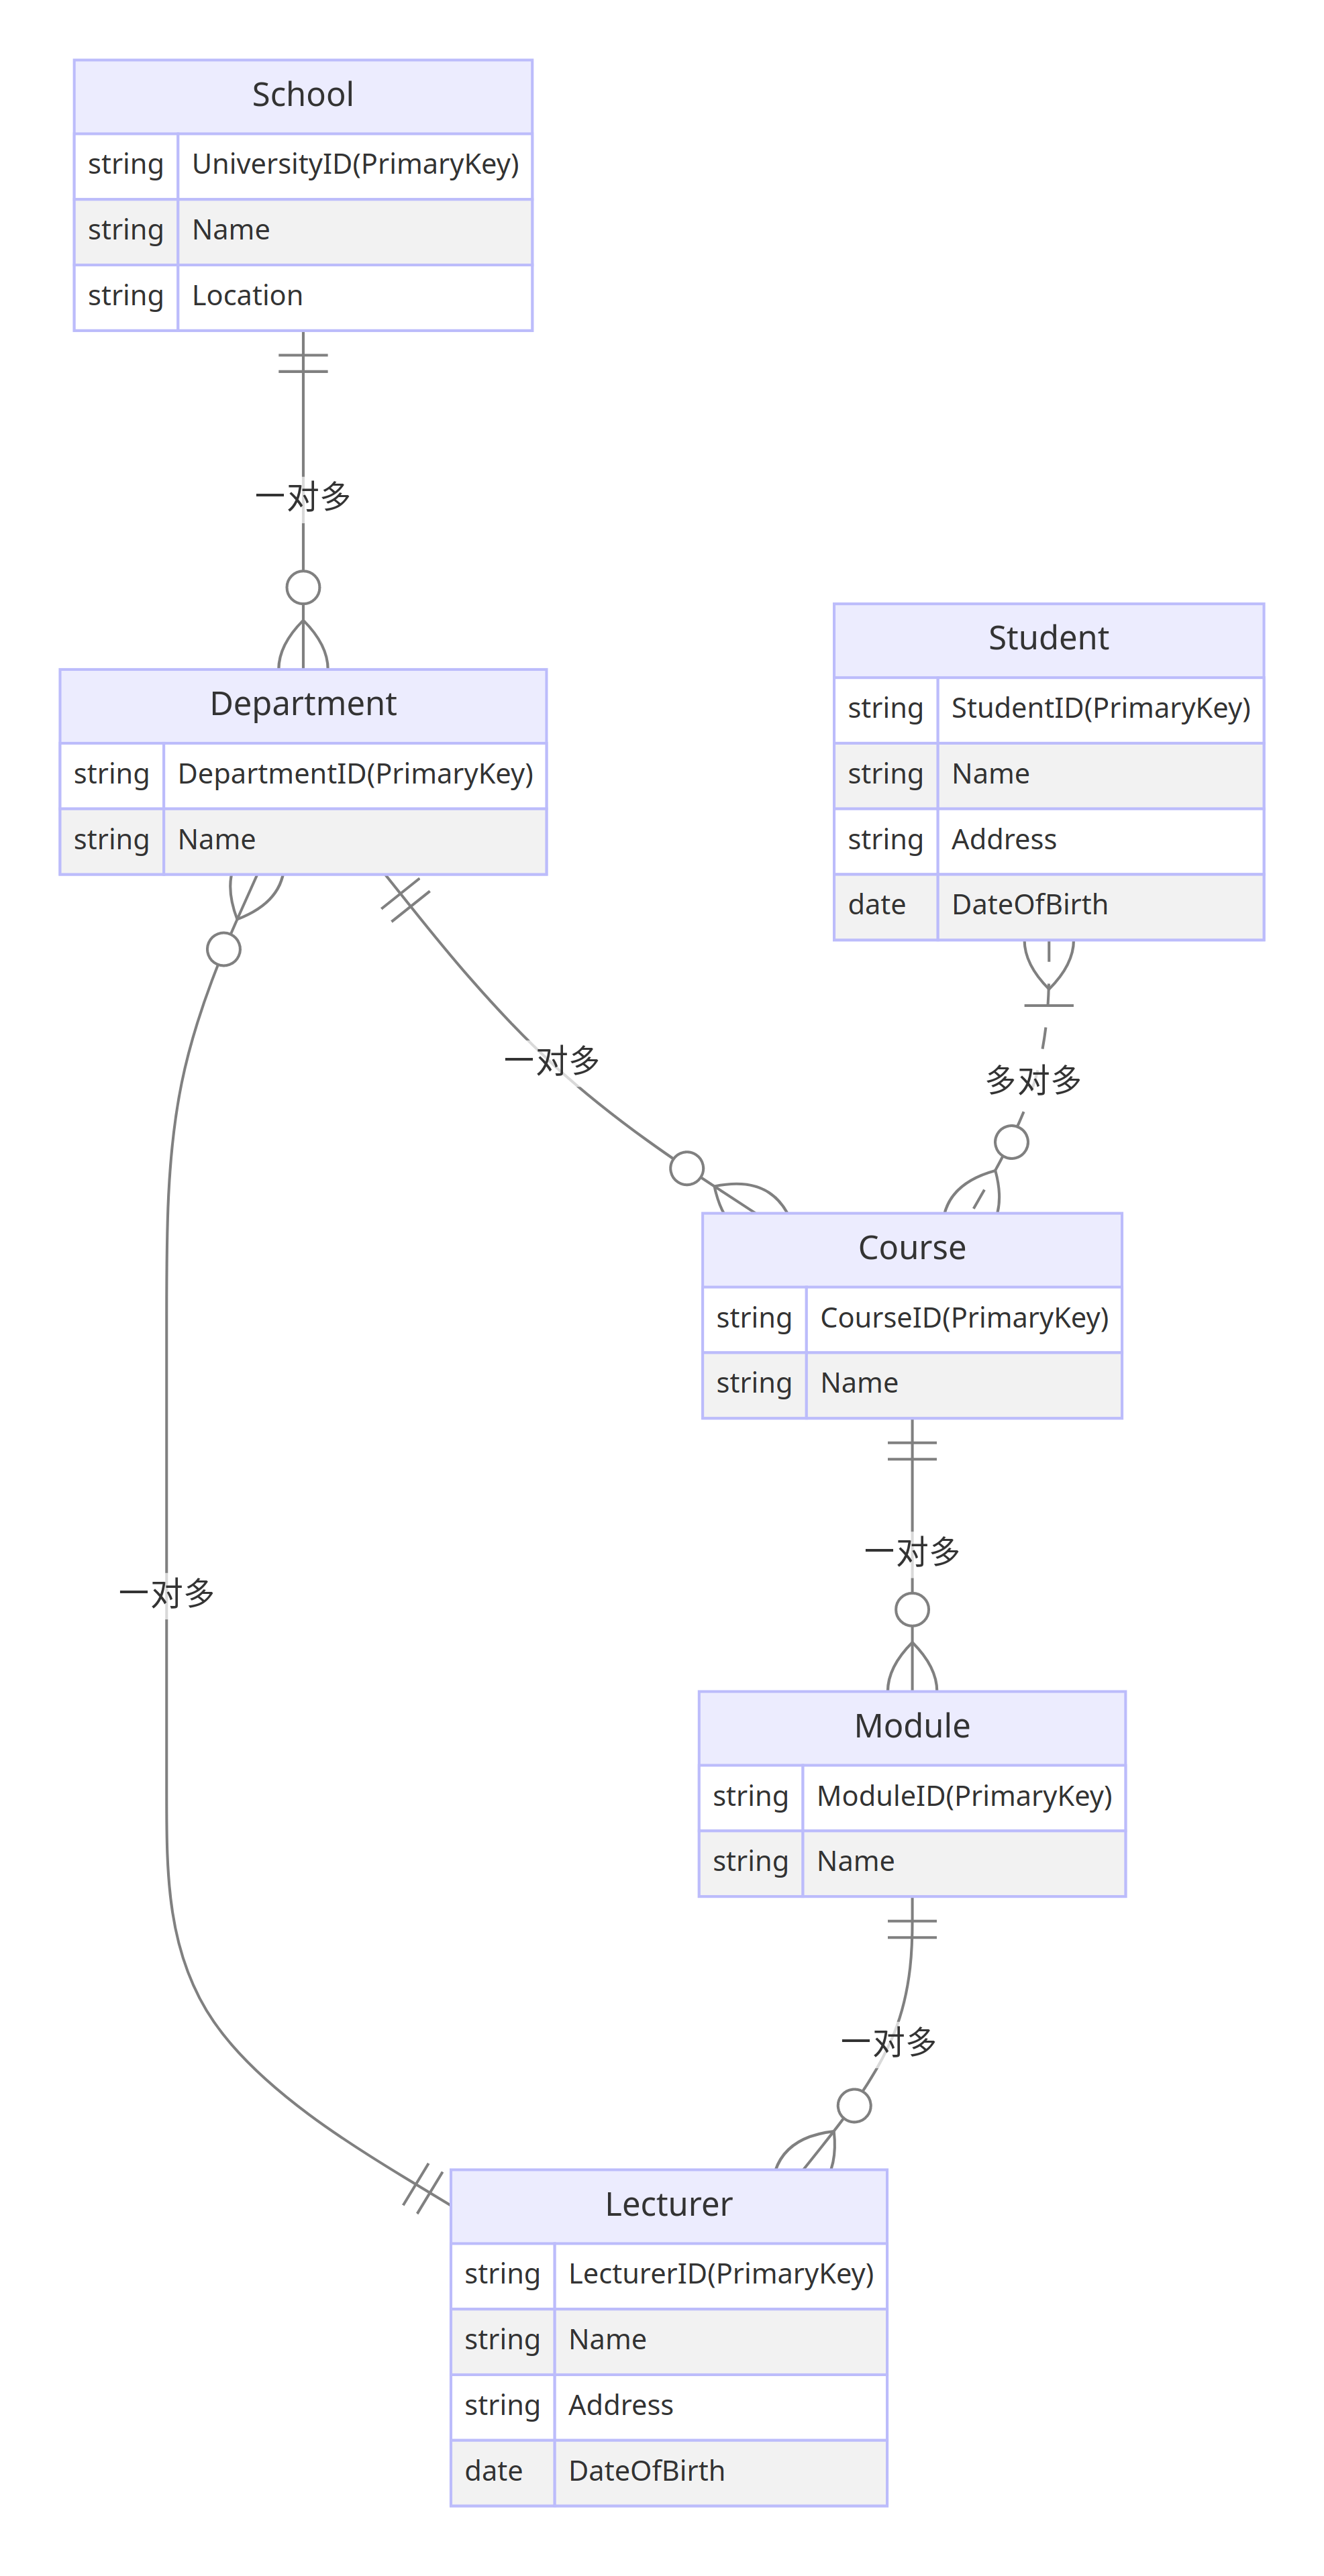 School
string UniversityID(PrimaryKey)
string Name
string Location
一对多
Department
string DepartmentID(PrimaryKey)
string Name
Student
string StudentID(PrimaryKey)
string Name
string Address
date DateOfBirth
一对多
多对多
Course
string CourseID(PrimaryKey)
string Name
一对多
一对多
Module
string ModuleID(PrimaryKey)
string Name
一对多
Lecturer
string LecturerID(PrimaryKey)
string Name
string Address
date DateOfBirth